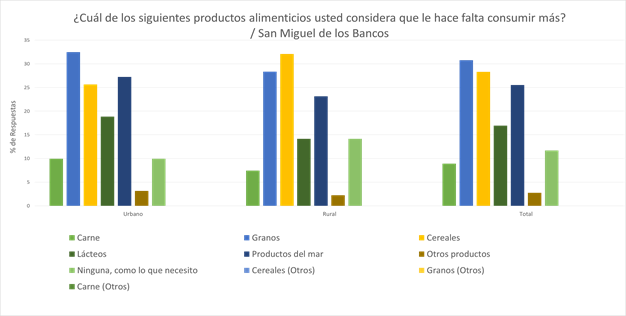 ¿Cuál de los siguientes productos alimenticios usted considera que le hace falta consumir más?
/ San Miguel de los Bancos
% de Respuestas
35
30
25
20
15
10
5
0
Urbano Rural Total
Carne Granos Cereales
Lácteos Productos del mar Otros productos
Ninguna, como lo que necesito Cereales (Otros) Granos (Otros)
Carne (Otros)